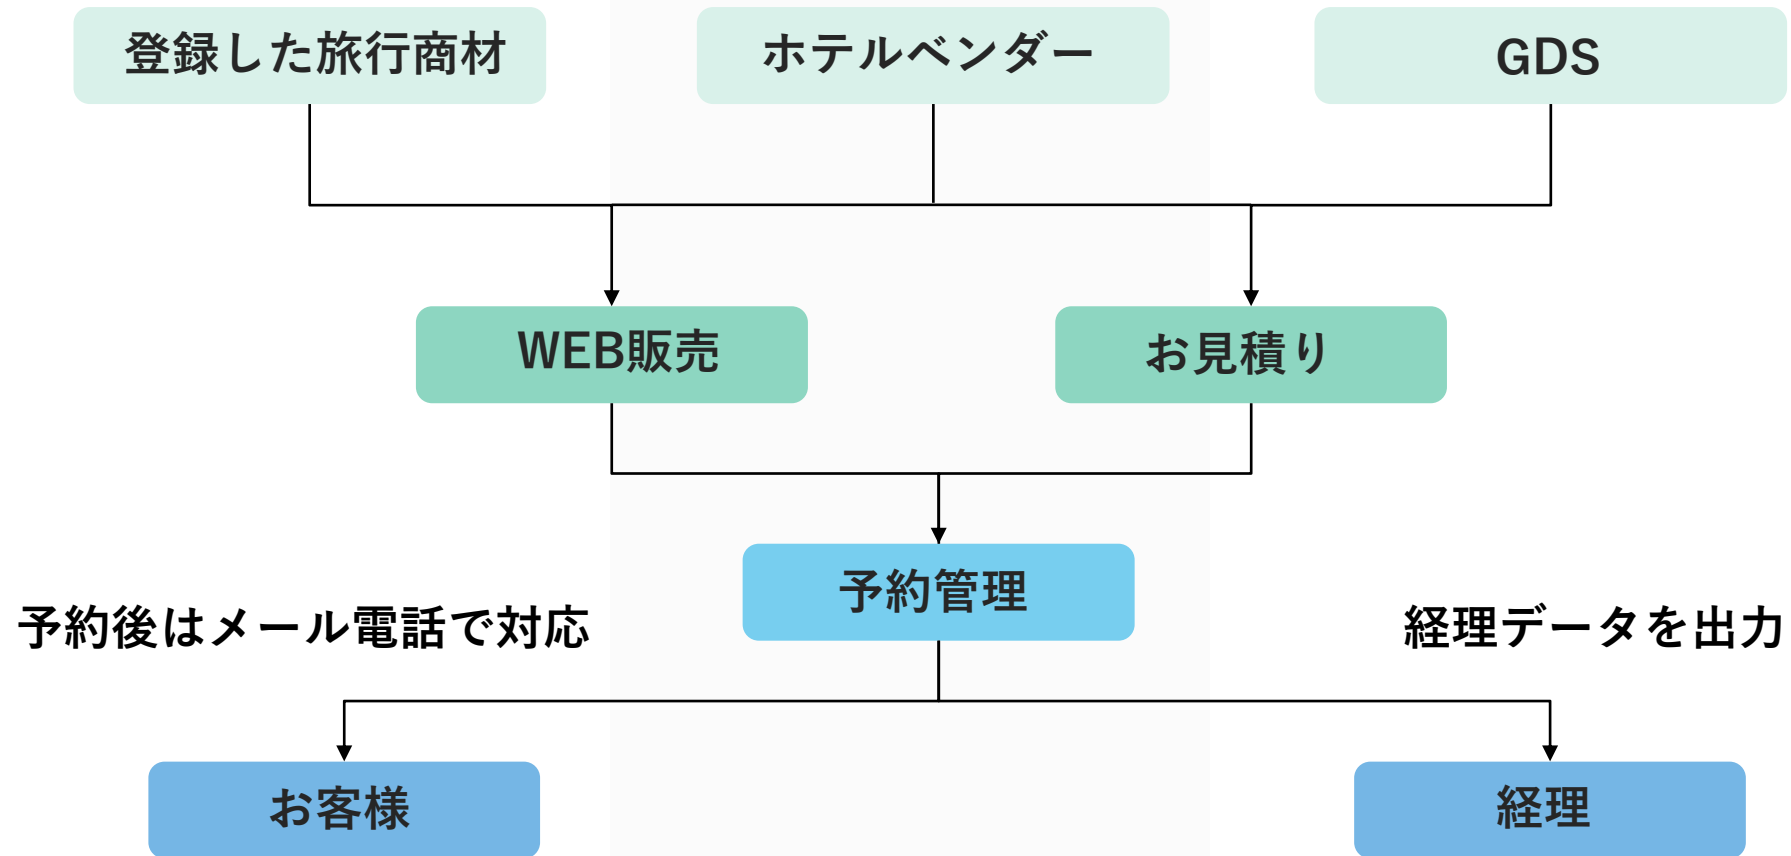 登録した旅行商材
ホテルベンダー
GDS
WEB販売
お見積り
予約管理
予約後はメール電話で対応
経理データを出力
お客様
経理